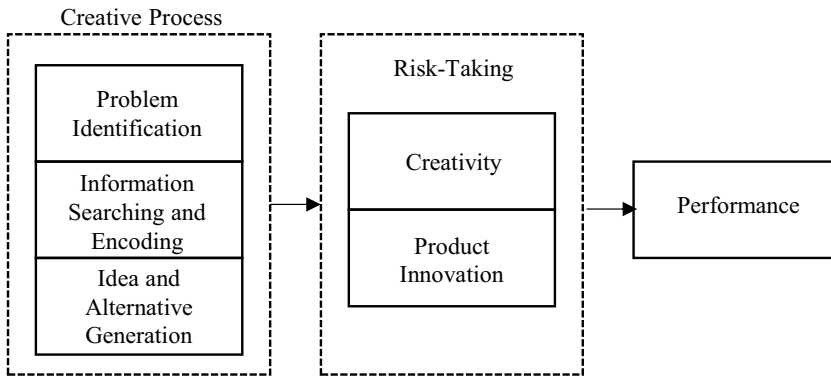 Creative Process
Problem
Identification
Information
Searching and
Encoding
Idea and
Alternative
Generation
Risk-Taking
Creativity
Product
Innovation
Performance